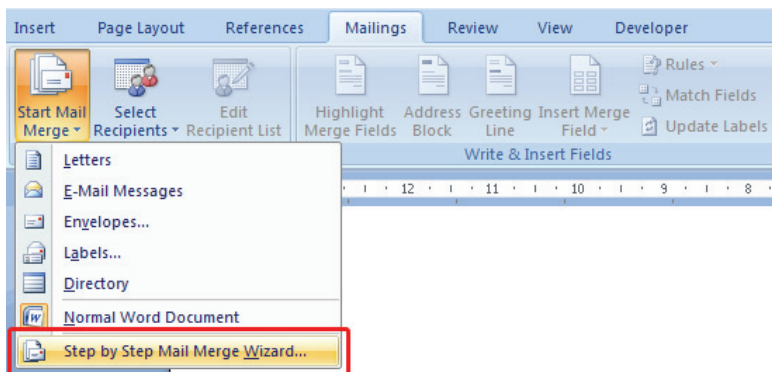 Insert Page Layout References Mailings Review View Developer
Start Mail Merge
Select Recipients
Edit Recipient List
Highlight Merge Fields
Address Block
Greeting Line
Insert Merge Field
Rules
Match Fields
Update Labels
Write & Insert Fields
Letters
E-Mail Messages
Envelopes...
Labels...
Directory
Normal Word Document
Step by Step Mail Merge Wizard...
12 11 10 9 8